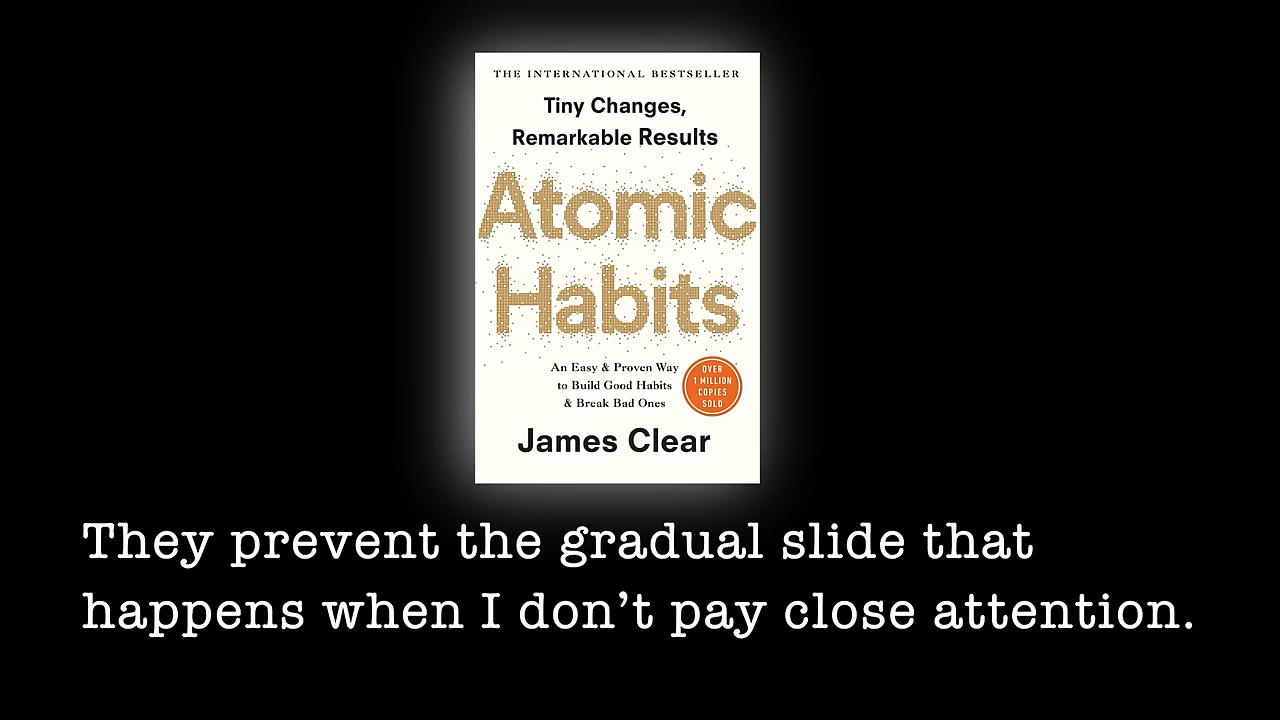 THE INTERNATIONAL BESTSELLER
Tiny Changes,
Remarkable Results
Atomic
Habits
An Easy & Proven Way
to Build Good Habits
& Break Bad Ones
OVER
1 MILLION
COPIES
SOLD
James Clear
They prevent the gradual slide that
happens when I don’t pay close attention.